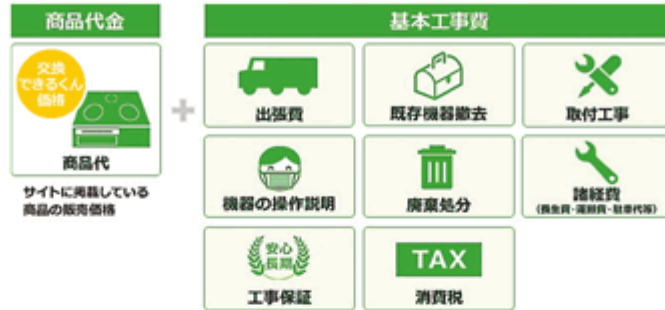 商品代金
交換
できるくん
価格
商品代
サイトに掲載している
商品の販売価格
+
基本工事費
出張費
既存機器撤去
取付工事
機器の操作説明
廃棄処分
諸経費
(養生費・運搬費・駐車代等)
安心
長期
工事保証
TAX
消費税